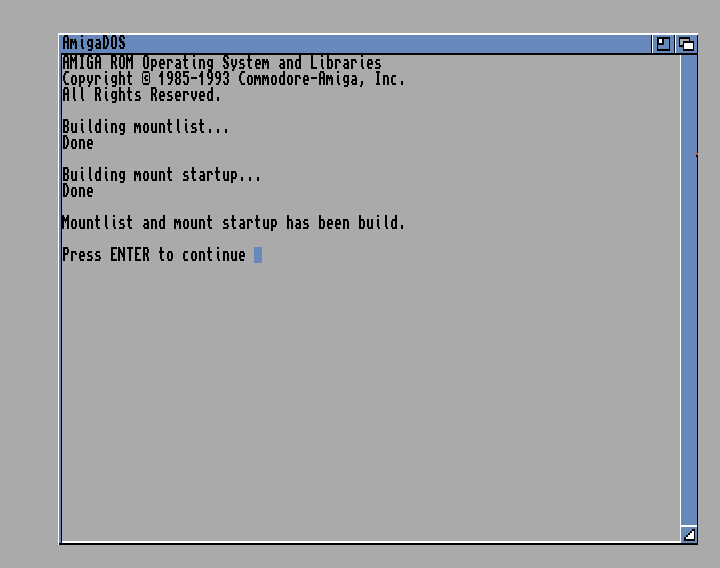 AmigaDOS
AMIGA ROM Operating System and Libraries
Copyright © 1985-1993 Commodore-Amiga, Inc.
All Rights Reserved.
Building mountlist...
Done
Building mount startup...
Done
Mountlist and mount startup has been build.
Press ENTER to continue